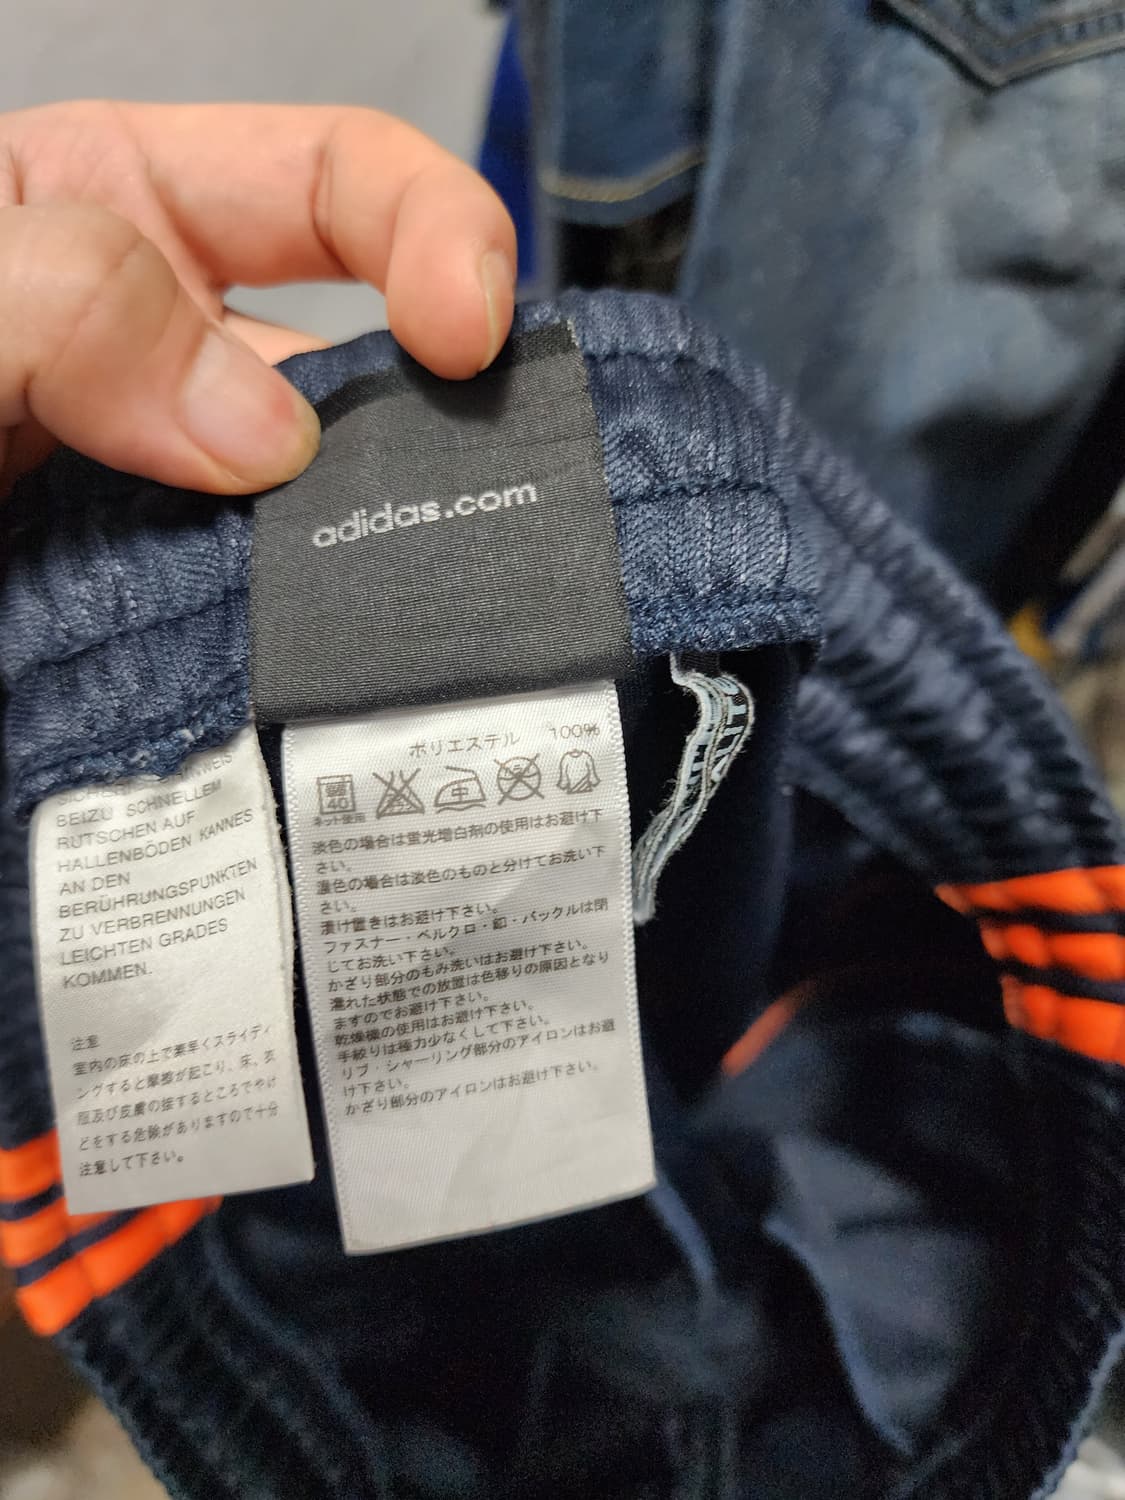 adidas.com
BEIZU SCHNELLEM
RUTSCHEN AUF
HALLENBÖDEN KANNES
AN DEN
BERÜHRUNGSPUNKTEN
ZU VERBRENNUNGEN
LEICHTEN GRADES
KOMMEN.
注意
室内の床の上で素早くスライディ
ングすると摩擦が起こり、床、衣
服及び皮膚の接するところでやけ
どをする危険がありますので十分
注意して下さい。
ポリエステル 100%
40
ネット使用
淡色の場合は蛍光増白剤の使用はお避け下
さい。
濃色の場合は淡色のものと分けてお洗い下
さい。
漬け置きはお避け下さい。
ファスナー・ベルクロ・釦・バックルは閉
じてお洗い下さい。
かざり部分のもみ洗いはお避け下さい。
濡れた状態での放置は色移りの原因となり
ますのでお避け下さい。
乾燥機の使用はお避け下さい。
手絞りは極力少なくして下さい。
リブ・シャーリング部分のアイロンはお避
け下さい。
かざり部分のアイロンはお避け下さい。